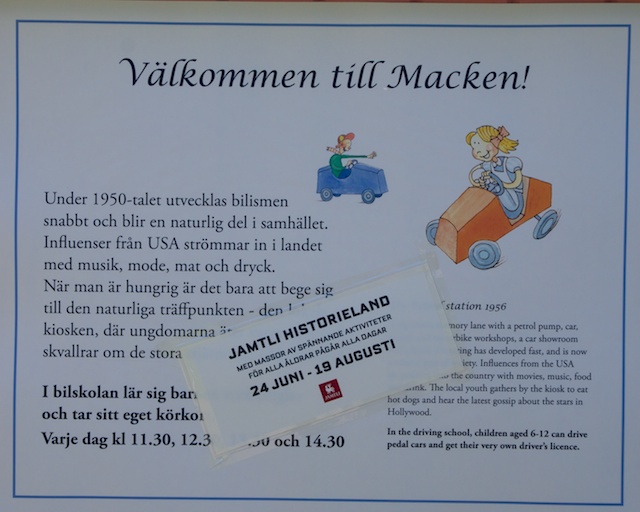 Välkommen till Macken!
Under 1950-talet utvecklas bilismen
snabbt och blir en naturlig del i samhället.
Influenser från USA strömmar in i landet
med musik, mode, mat och dryck.
När man är hungrig är det bara att bege sig
till den naturliga träffpunkten - den
kiosken, där ungdomarna
skvallrar om de stora
I bilskolan lär sig
och tar sitt eget
Varje dag kl 11.30, och 14.30
JAMTLI HISTORIELAND
MED MASSOR AV SPÄNNANDE AKTIVITETER
FÖR ALLA ÅLDRAR PÅGÅR ALLA DAGAR
24 JUNI - 19 AUGUSTI
JAMTLI
station 1956
lane with a petrol pump, car,
workshops, a car showroom
has developed fast, and is now
Influences from the USA
the country with movies, music, food
The local youth gathers by the kiosk to eat
hot dogs and hear the latest gossip about the stars in
Hollywood.
In the driving school, children aged 6-12 can drive
pedal cars and get their very own driver's licence.